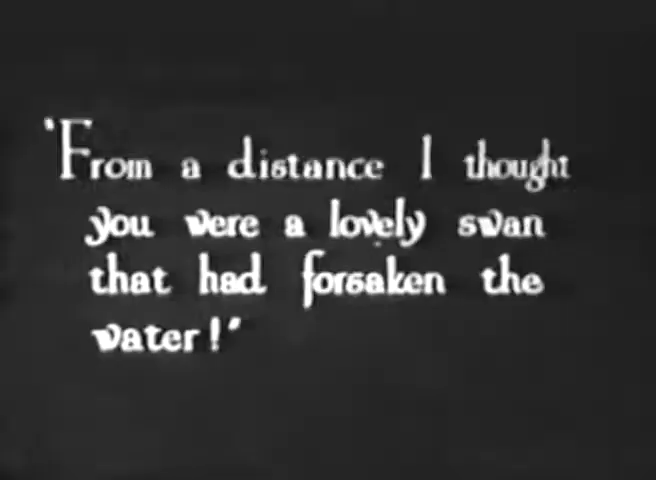 'From a distance I thought
you were a lovely swan
that had forsaken the
water!'